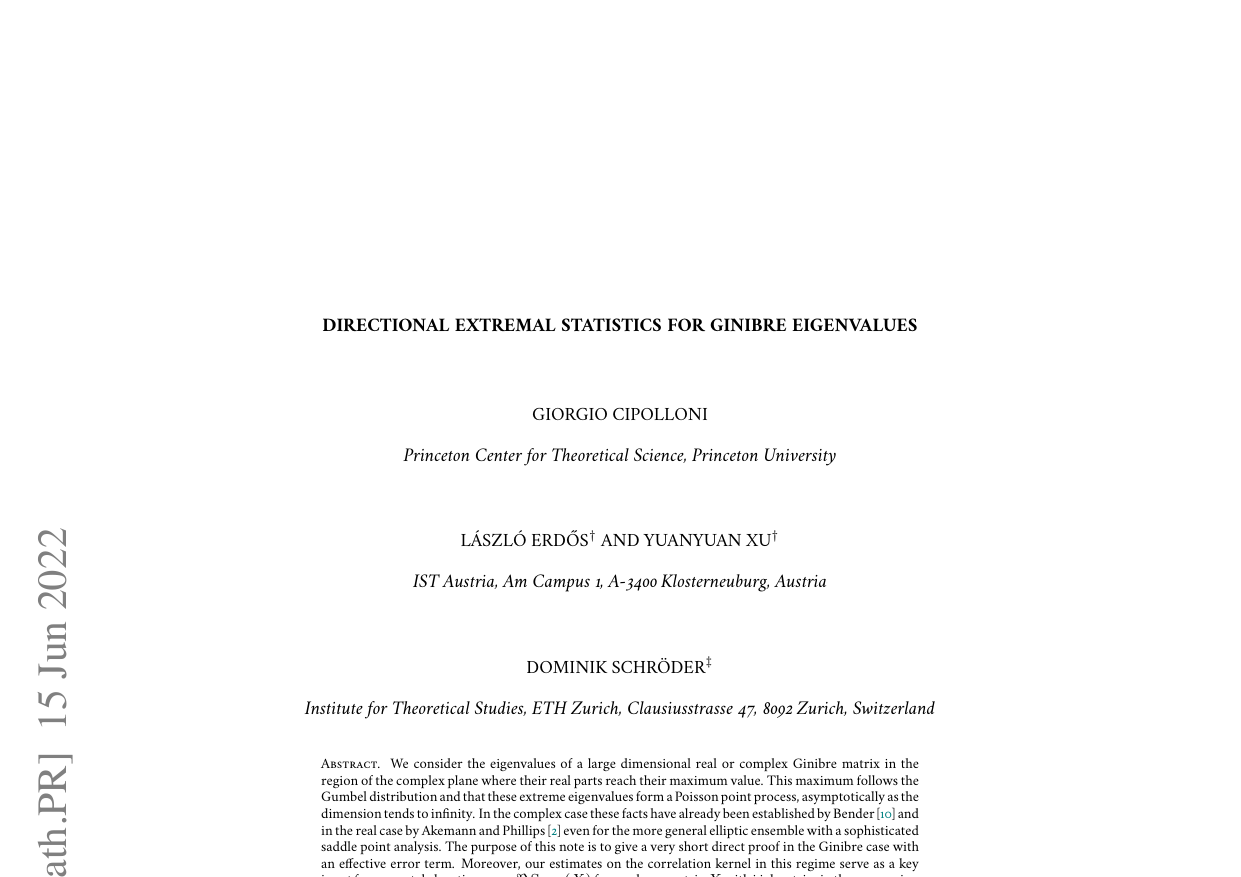 DIRECTIONAL EXTREMAL STATISTICS FOR GINIBRE EIGENVALUES
GIORGIO CIPOLLONI
Princeton Center for Theoretical Science, Princeton University
LÁSZLÓ ERDŐS† AND YUANYUAN XU†
IST Austria, Am Campus 1, A-3400 Klosterneuburg, Austria
DOMINIK SCHRÖDER‡
Institute for Theoretical Studies, ETH Zurich, Clausiusstrasse 47, 8092 Zurich, Switzerland
Abstract. We consider the eigenvalues of a large dimensional real or complex Ginibre matrix in the
region of the complex plane where their real parts reach their maximum value. This maximum follows the
Gumbel distribution and that these extreme eigenvalues form a Poisson point process, asymptotically as the
dimension tends to infinity. In the complex case these facts have already been established by Bender [10] and
in the real case by Akemann and Phillips [2] even for the more general elliptic ensemble with a sophisticated
saddle point analysis. The purpose of this note is to give a very short direct proof in the Ginibre case with
an effective error term. Moreover, our estimates on the correlation kernel in this regime serve as a key
ath.PR] 15 Jun 2022